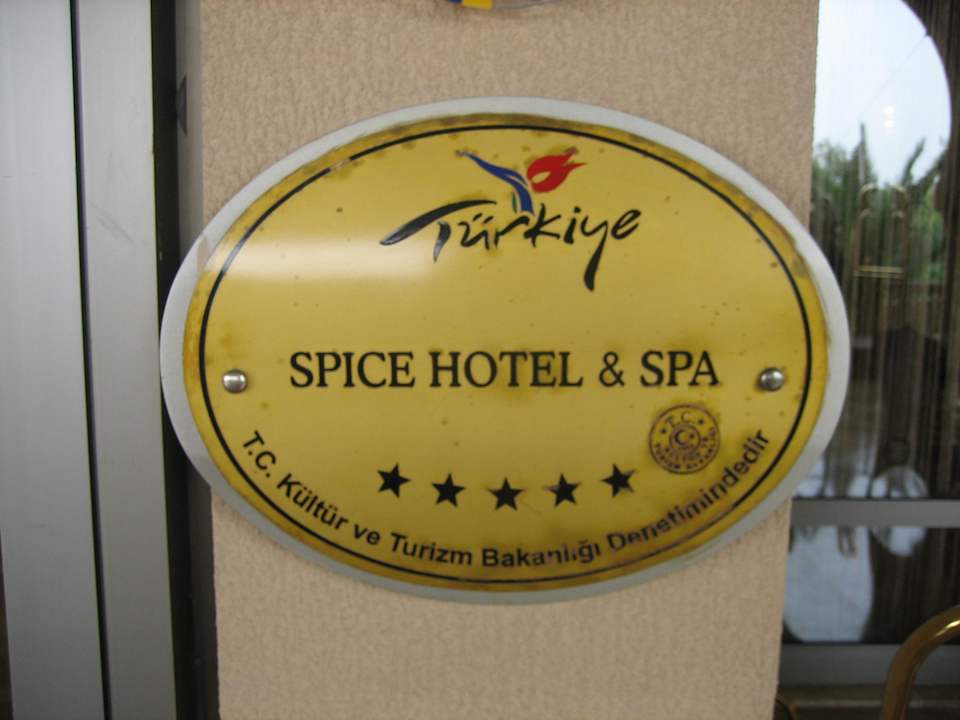 Türkiye
SPICE HOTEL & SPA
T.C.
T.C. Kültür ve Turizm Bakanlığı Denetimindedir